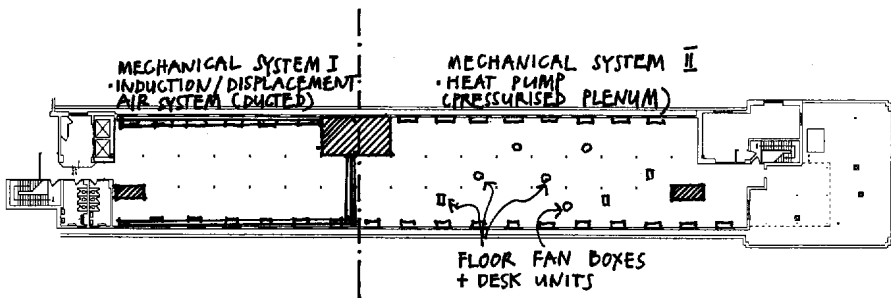 MECHANICAL SYSTEM I
• INDUCTION/DISPLACEMENT
AIR SYSTEM (DUCTED)
MECHANICAL SYSTEM II
• HEAT PUMP
(PRESSURISED PLENUM)
FLOOR FAN BOXES
+ DESK UNITS